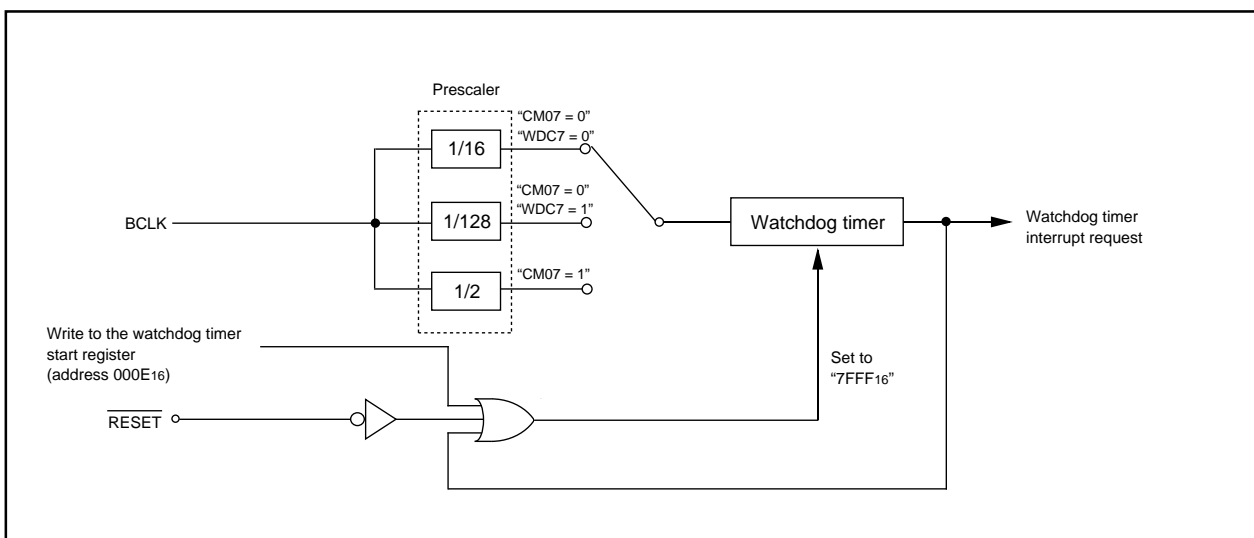 Prescaler
“CM07 = 0”
“WDC7 = 0”
1/16
“CM07 = 0”
“WDC7 = 1”
BCLK
1/128
Watchdog timer
Watchdog timer
interrupt request
“CM07 = 1”
1/2
Write to the watchdog timer
start register
(address 000E16)
Set to
“7FFF16”
RESET